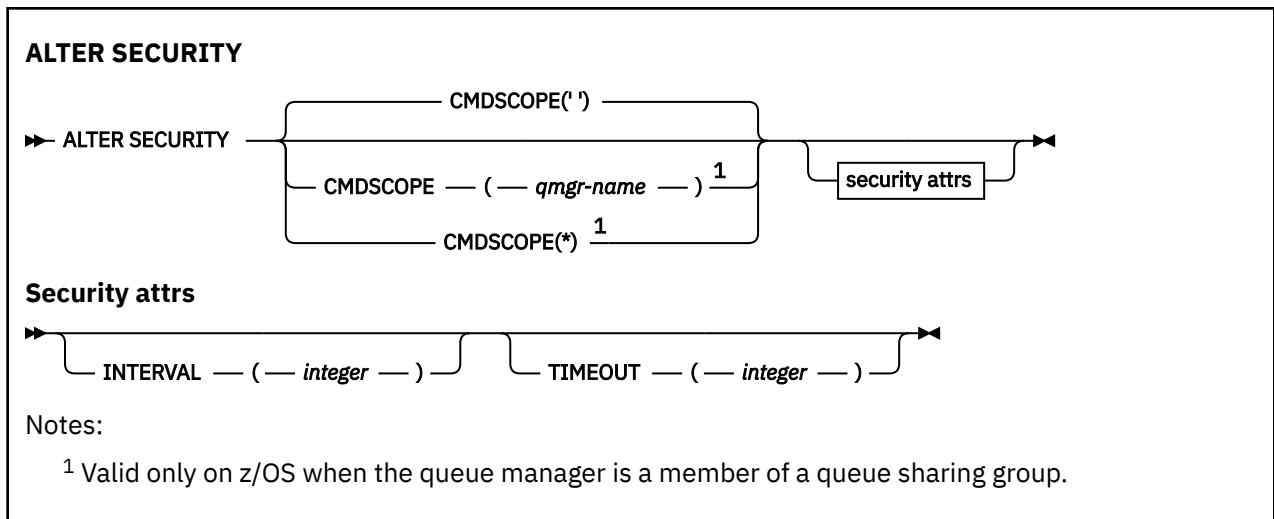 ALTER SECURITY
CMDSCOPE(' ')
ALTER SECURITY
CMDSCOPE ( qmgr-name ) 1
CMDSCOPE(*) 1
security attrs
Security attrs
INTERVAL ( integer ) TIMEOUT ( integer )
Notes:
1 Valid only on z/OS when the queue manager is a member of a queue sharing group.